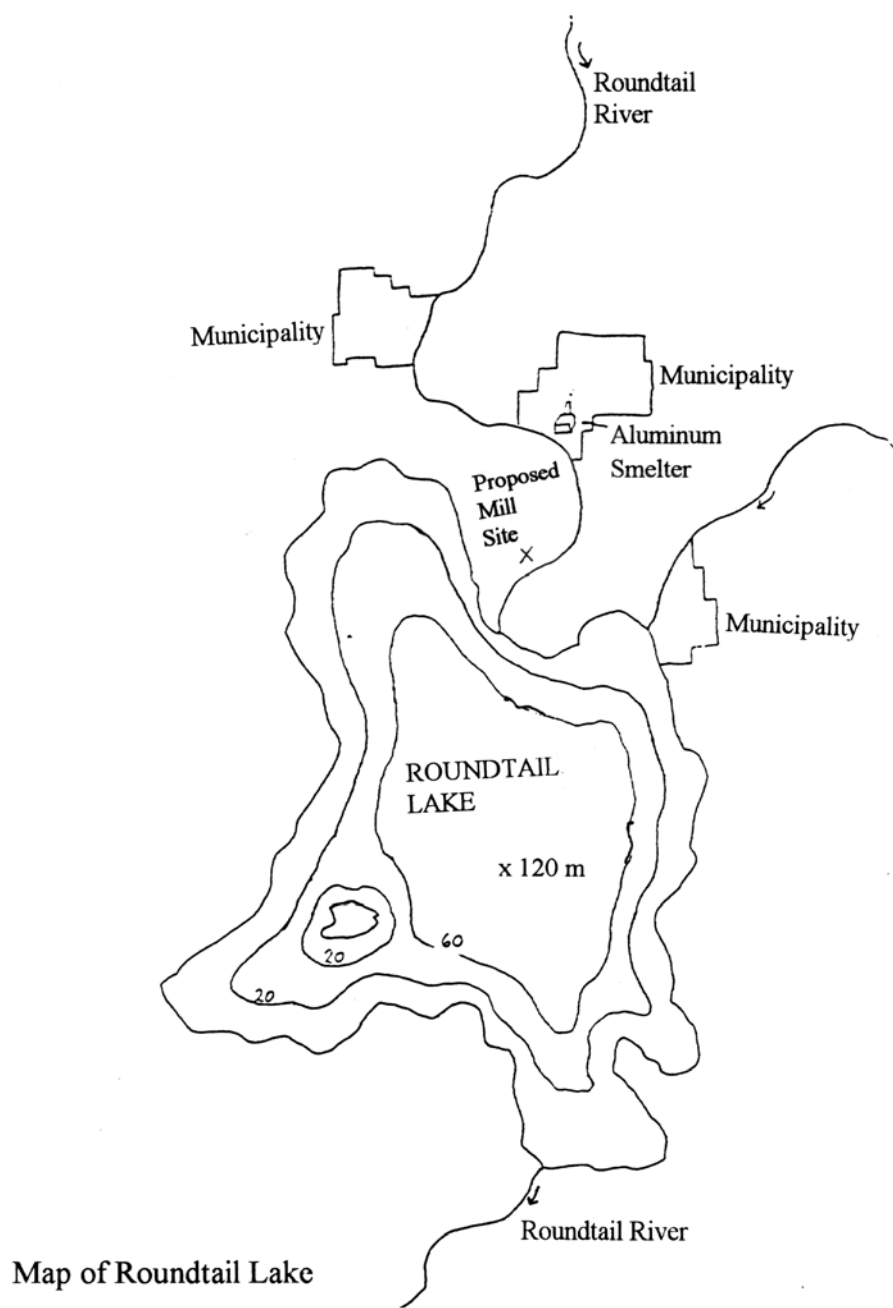 Roundtail
River
Municipality
Municipality
Aluminum
Smelter
Proposed
Mill
Site
X
Municipality
ROUNDTAIL
LAKE
x 120 m
60
20
20
Roundtail River
Map of Roundtail Lake